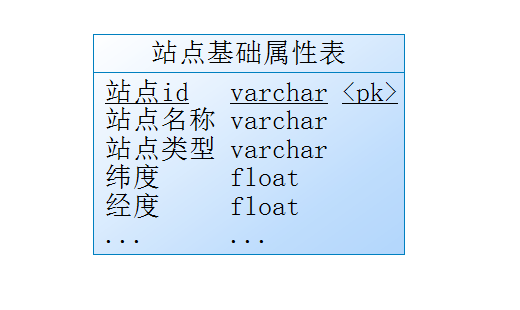 站点基础属性表
站点id varchar <pk>
站点名称 varchar
站点类型 varchar
纬度 float
经度 float
... ...